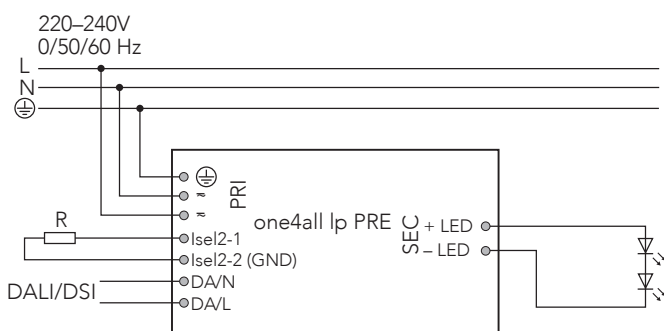 220–240V
0/50/60 Hz
L
N
PRI
~
~
one4all lp PRE
SEC
+ LED
– LED
R
Isel2-1
Isel2-2 (GND)
DALI/DSI
DA/N
DA/L